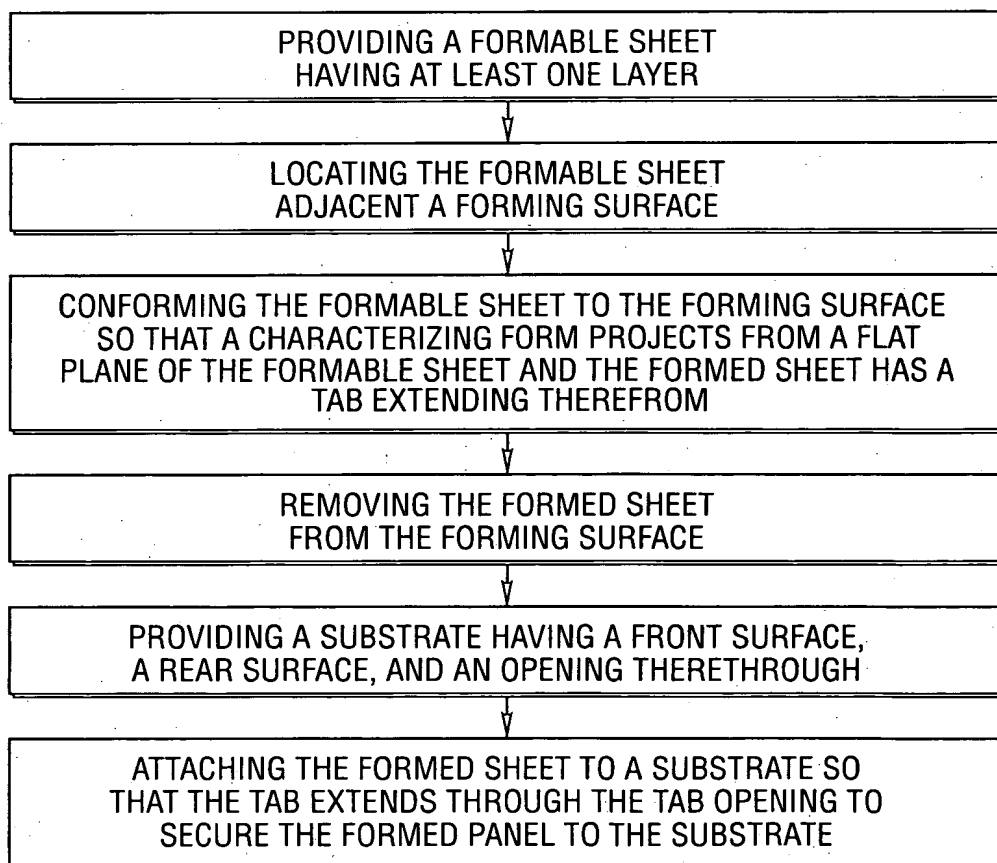 PROVIDING A FORMABLE SHEET
HAVING AT LEAST ONE LAYER
LOCATING THE FORMABLE SHEET
ADJACENT A FORMING SURFACE
CONFORMING THE FORMABLE SHEET TO THE FORMING SURFACE
SO THAT A CHARACTERIZING FORM PROJECTS FROM A FLAT
PLANE OF THE FORMABLE SHEET AND THE FORMED SHEET HAS A
TAB EXTENDING THEREFROM
REMOVING THE FORMED SHEET
FROM THE FORMING SURFACE
PROVIDING A SUBSTRATE HAVING A FRONT SURFACE,
A REAR SURFACE, AND AN OPENING THERETHROUGH
ATTACHING THE FORMED SHEET TO A SUBSTRATE SO
THAT THE TAB EXTENDS THROUGH THE TAB OPENING TO
SECURE THE FORMED PANEL TO THE SUBSTRATE